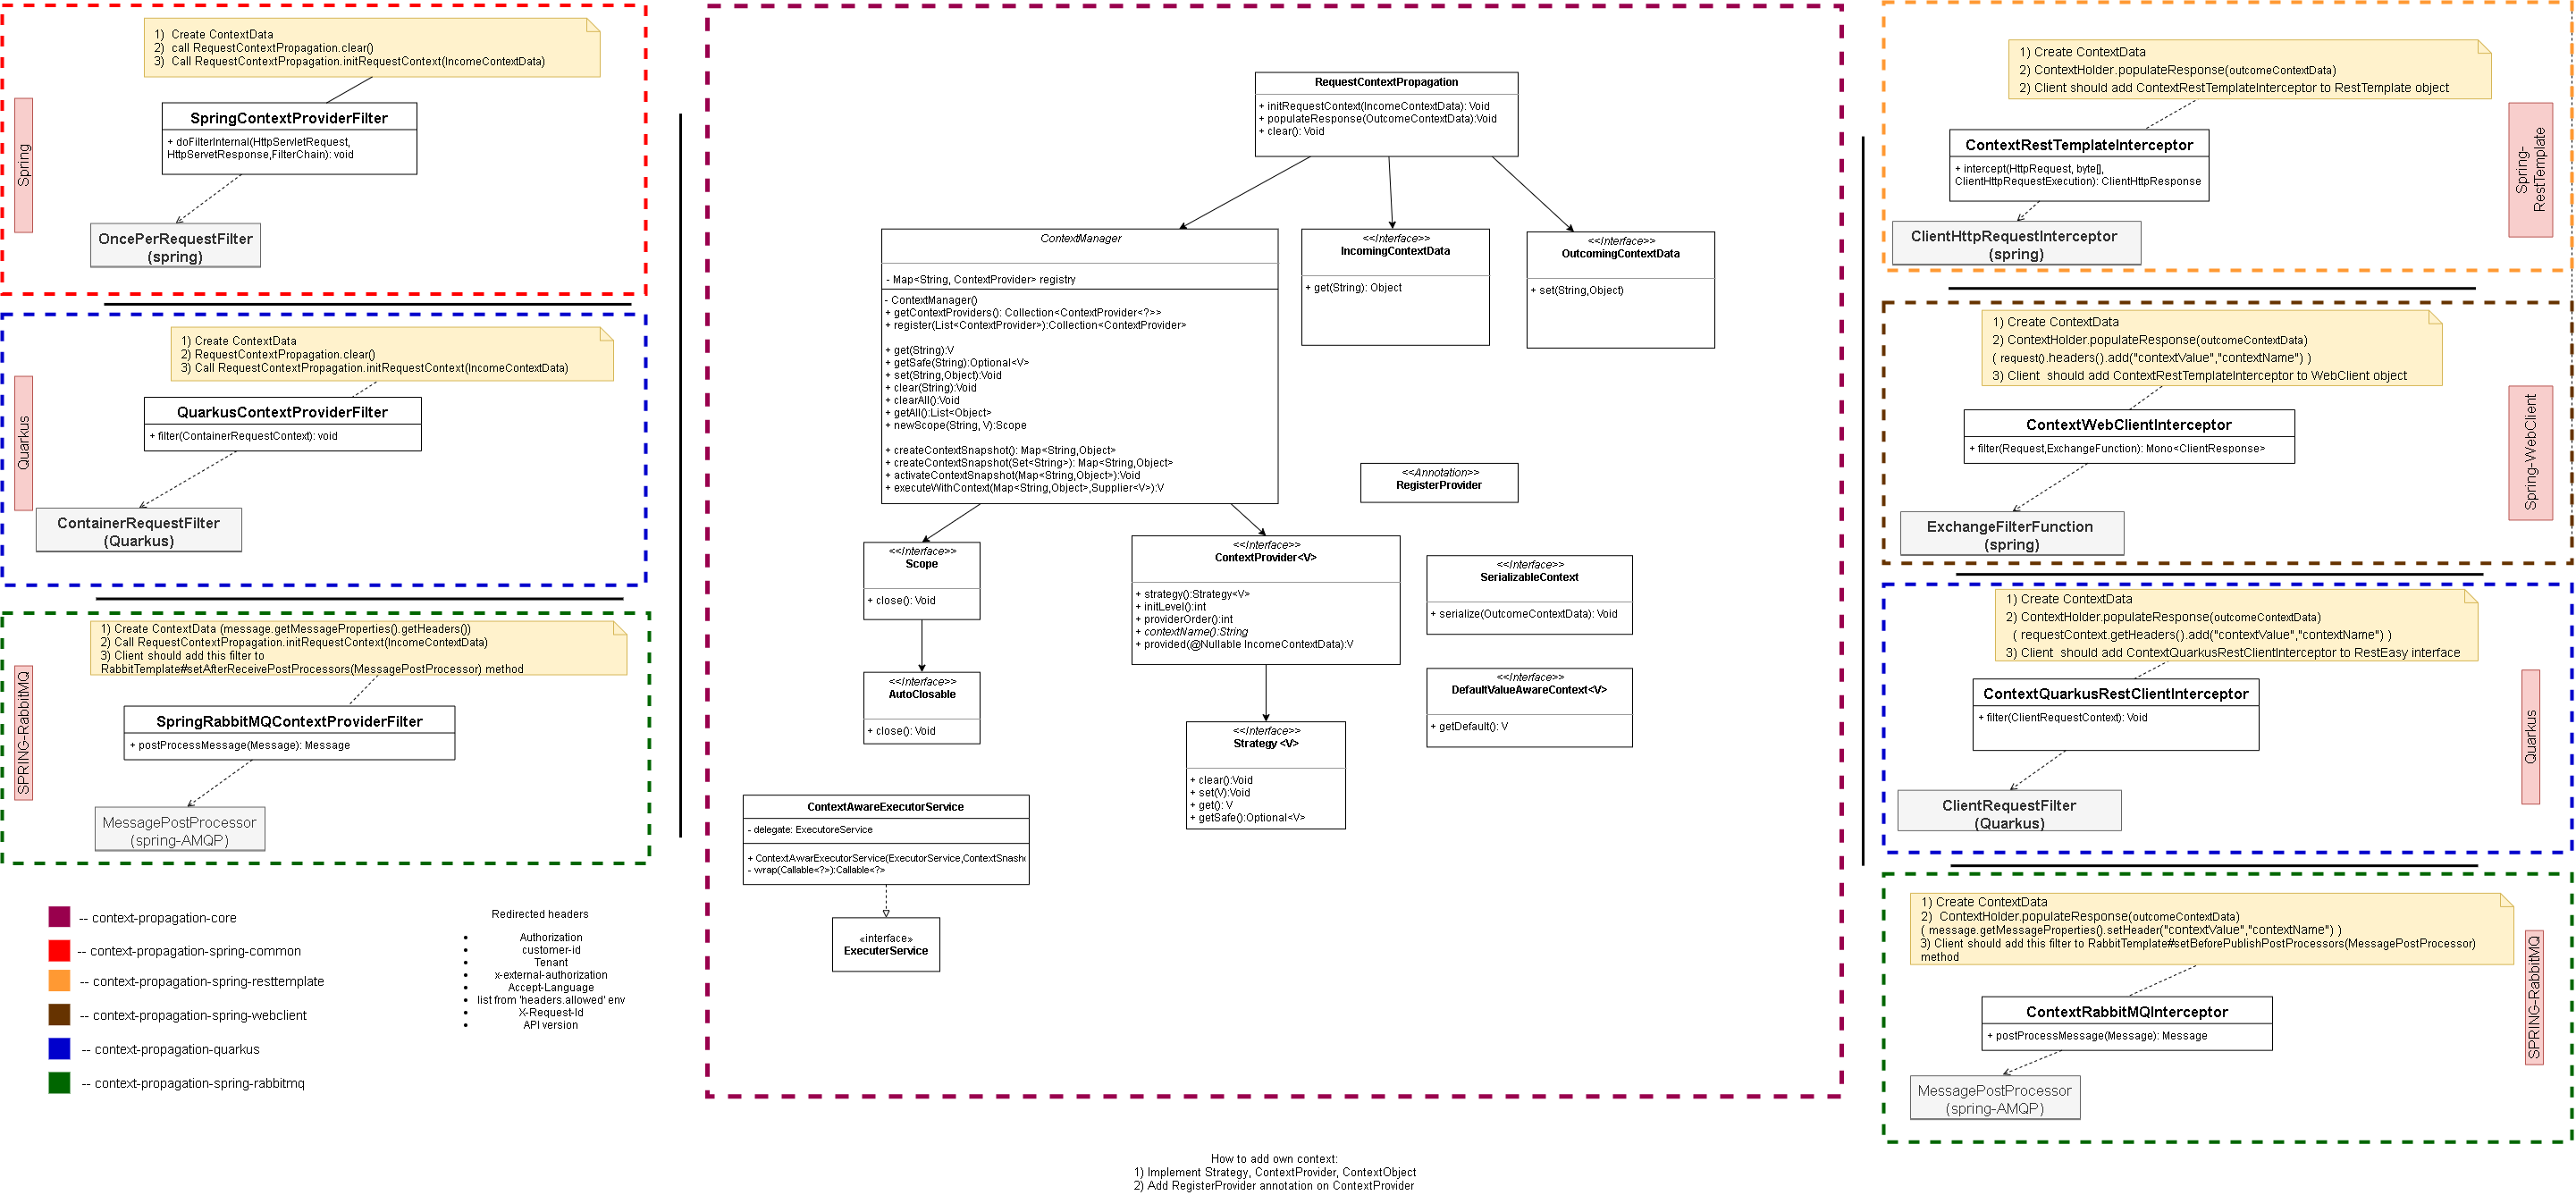 1) Create ContextData
2) call RequestContextPropagation.clear()
3) Call RequestContextPropagation.initRequestContext(IncomeContextData)
SpringContextProviderFilter
+ doFilterInternal(HttpServletRequest,
HttpServetResponse,FilterChain): void
Spring
OncePerRequestFilter
(spring)
1) Create ContextData
2) RequestContextPropagation.clear()
3) Call RequestContextPropagation.initRequestContext(IncomeContextData)
QuarkusContextProviderFilter
+ filter(ContainerRequestContext): void
Quarkus
ContainerRequestFilter
(Quarkus)
1) Create ContextData (message.getMessageProperties().getHeaders())
2) Call RequestContextPropagation.initRequestContext(IncomeContextData)
3) Client should add this filter to
RabbitTemplate#setAfterReceivePostProcessors(MessagePostProcessor) method
SpringRabbitMQContextProviderFilter
+ postProcessMessage(Message): Message
SPRING-RabbitMQ
MessagePostProcessor
(spring-AMQP)
-- context-propagation-core
-- context-propagation-spring-common
-- context-propagation-spring-resttemplate
-- context-propagation-spring-webclient
-- context-propagation-quarkus
-- context-propagation-spring-rabbitmq
Redirected headers
• Authorization
• customer-id
• Tenant
• x-external-authorization
• Accept-Language
• list from 'headers.allowed' env
• X-Request-Id
• API version
RequestContextPropagation
+ initRequestContext(IncomeContextData): Void
+ populateResponse(OutcomeContextData):Void
+ clear(): Void
ContextManager
- Map<String, ContextProvider> registry
- ContextManager()
+ getContextProviders(): Collection<ContextProvider<?>>
+ register(List<ContextProvider>):Collection<ContextProvider>
+ get(String):V
+ getSafe(String):Optional<V>
+ set(String,Object):Void
+ clear(String):Void
+ clearAll():Void
+ getAll():List<Object>
+ newScope(String, V):Scope
+ createContextSnapshot(): Map<String,Object>
+ createContextSnapshot(Set<String>): Map<String,Object>
+ activateContextSnapshot(Map<String,Object>):Void
+ executeWithContext(Map<String,Object>,Supplier<V>):V
<<Interface>>
IncomingContextData
+ get(String): Object
<<Interface>>
OutcomingContextData
+ set(String,Object)
<<Annotation>>
RegisterProvider
<<Interface>>
Scope
+ close(): Void
<<Interface>>
AutoClosable
+ close(): Void
<<Interface>>
ContextProvider<V>
+ strategy():Strategy<V>
+ initLevel():int
+ providerOrder():int
+ contextName():String
+ provided(@Nullable IncomeContextData):V
<<Interface>>
Strategy <V>
+ clear():Void
+ set(V):Void
+ get(): V
+ getSafe():Optional<V>
<<Interface>>
SerializableContext
+ serialize(OutcomeContextData): Void
<<Interface>>
DefaultValueAwareContext<V>
+ getDefault(): V
ContextAwareExecutorService
- delegate: ExecutoreService
+ ContextAwarExecutorService(ExecutorService,ContextSnasho
- wrap(Callable<?>):Callable<?>
«interface»
ExecuterService
How to add own context:
1) Implement Strategy, ContextProvider, ContextObject
2) Add RegisterProvider annotation on ContextProvider
1) Create ContextData
2) ContextHolder.populateResponse(outcomeContextData)
2) Client should add ContextRestTemplateInterceptor to RestTemplate object
ContextRestTemplateInterceptor
+ intercept(HttpRequest, byte[],
ClientHttpRequestExecution): ClientHttpResponse
Spring-
RestTemplate
ClientHttpRequestInterceptor
(spring)
1) Create ContextData
2) ContextHolder.populateResponse(outcomeContextData)
( request().headers().add("contextValue","contextName") )
3) Client should add ContextRestTemplateInterceptor to WebClient object
ContextWebClientInterceptor
+ filter(Request,ExchangeFunction): Mono<ClientResponse>
Spring-WebClient
ExchangeFilterFunction
(spring)
1) Create ContextData
2) ContextHolder.populateResponse(outcomeContextData)
( requestContext.getHeaders().add("contextValue","contextName") )
3) Client should add ContextQuarkusRestClientInterceptor to RestEasy interface
ContextQuarkusRestClientInterceptor
+ filter(ClientRequestContext): Void
Quarkus
ClientRequestFilter
(Quarkus)
1) Create ContextData
2) ContextHolder.populateResponse(outcomeContextData)
( message.getMessageProperties().setHeader("contextValue","contextName") )
3) Client should add this filter to RabbitTemplate#setBeforePublishPostProcessors(MessagePostProcessor)
method
ContextRabbitMQInterceptor
+ postProcessMessage(Message): Message
SPRING-RabbitMQ
MessagePostProcessor
(spring-AMQP)